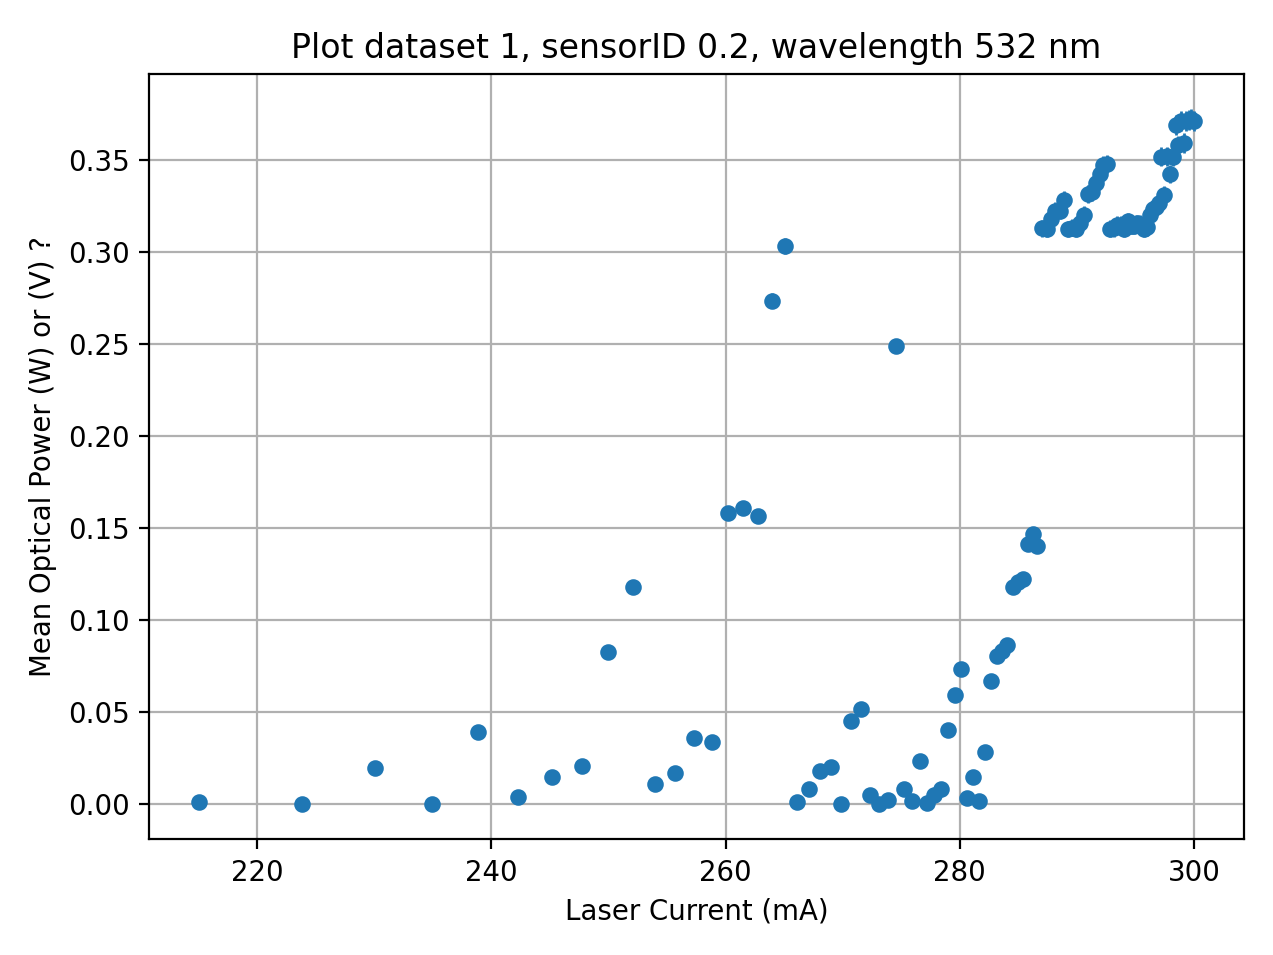 Plot dataset 1, sensorID 0.2, wavelength 532 nm
Mean Optical Power (W) or (V) ?
0.35
0.30
0.25
0.20
0.15
0.10
0.05
0.00
220 240 260 280 300
Laser Current (mA)